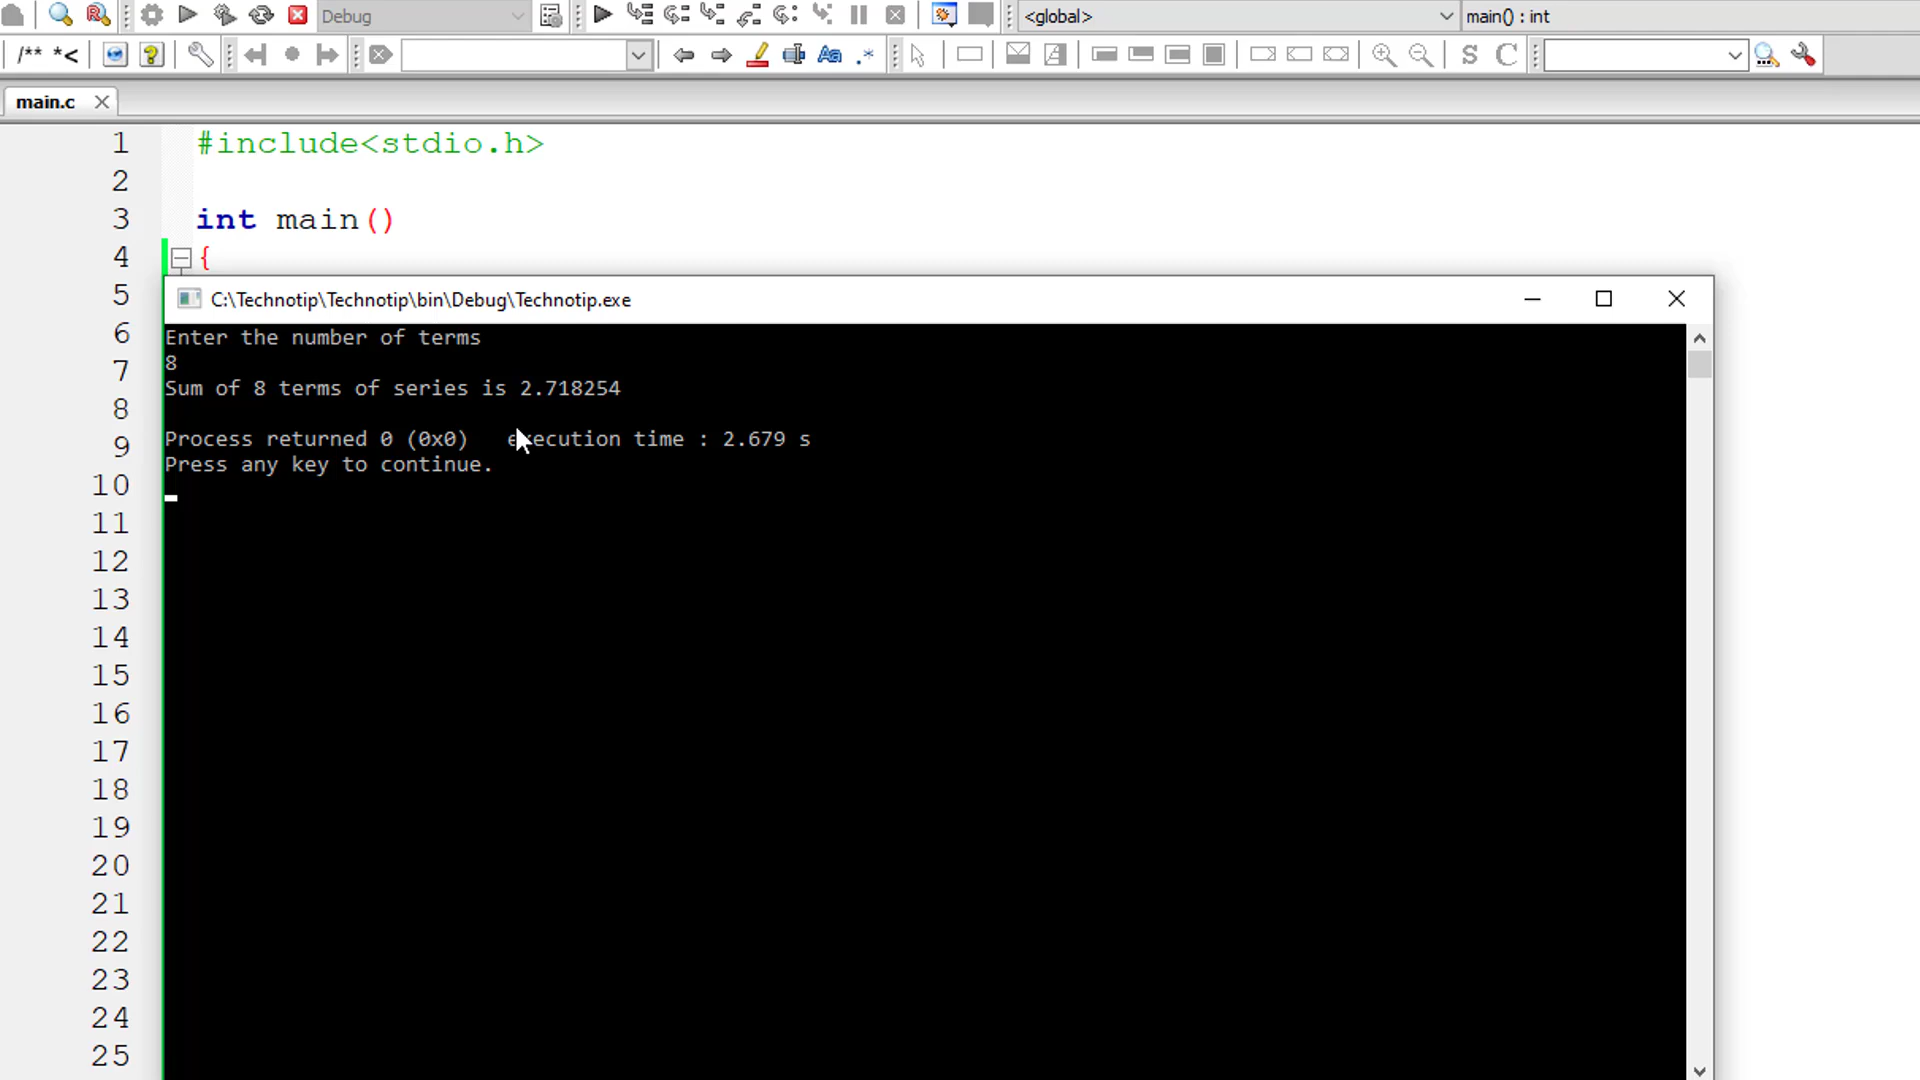 Debug
<global>
main() : int
/** *<
Aa
.*
S
C
main.c
1
#include<stdio.h>
2
3
int main()
4
{
5
C:\Technotip\Technotip\bin\Debug\Technotip.exe
6
Enter the number of terms
7
8
Sum of 8 terms of series is 2.718254
8
9
Process returned 0 (0x0) execution time : 2.679 s
Press any key to continue.
10
11
12
13
14
15
16
17
18
19
20
21
22
23
24
25